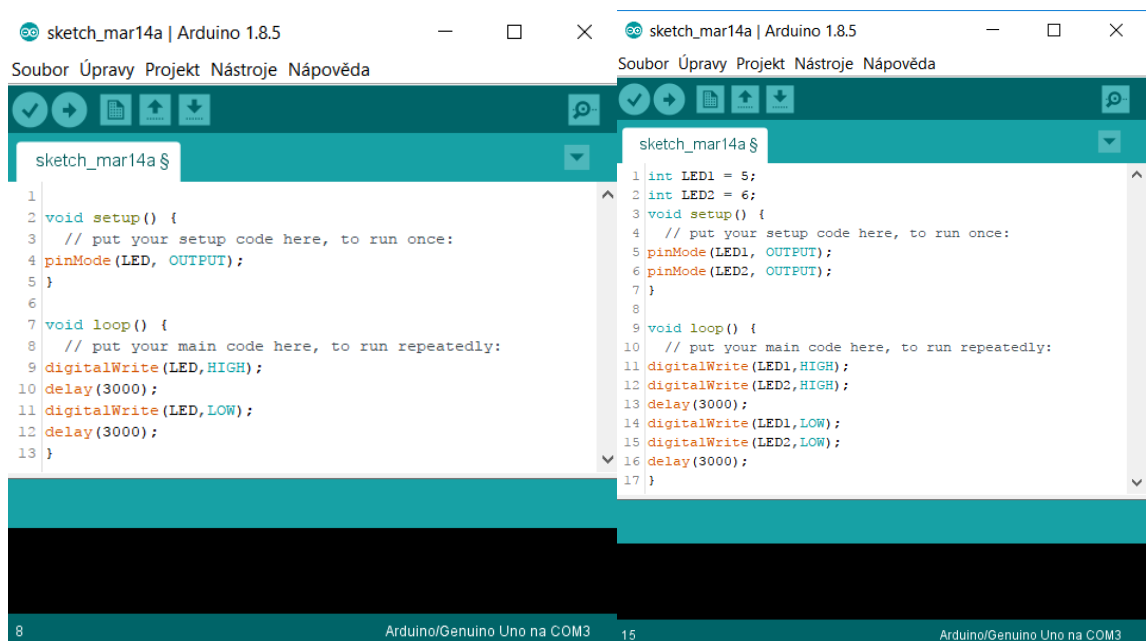 sketch_mar14a | Arduino 1.8.5
Soubor Úpravy Projekt Nástroje Nápověda
sketch_mar14a §
1
2 void setup() {
3   // put your setup code here, to run once:
4 pinMode(LED, OUTPUT);
5 }
6
7 void loop() {
8   // put your main code here, to run repeatedly:
9 digitalWrite(LED,HIGH);
10 delay(3000);
11 digitalWrite(LED,LOW);
12 delay(3000);
13 }
8
Arduino/Genuino Uno na COM3
sketch_mar14a | Arduino 1.8.5
Soubor Úpravy Projekt Nástroje Nápověda
sketch_mar14a §
1 int LED1 = 5;
2 int LED2 = 6;
3 void setup() {
4   // put your setup code here, to run once:
5 pinMode(LED1, OUTPUT);
6 pinMode(LED2, OUTPUT);
7 }
8
9 void loop() {
10   // put your main code here, to run repeatedly:
11 digitalWrite(LED1,HIGH);
12 digitalWrite(LED2,HIGH);
13 delay(3000);
14 digitalWrite(LED1,LOW);
15 digitalWrite(LED2,LOW);
16 delay(3000);
17 }
15
Arduino/Genuino Uno na COM3